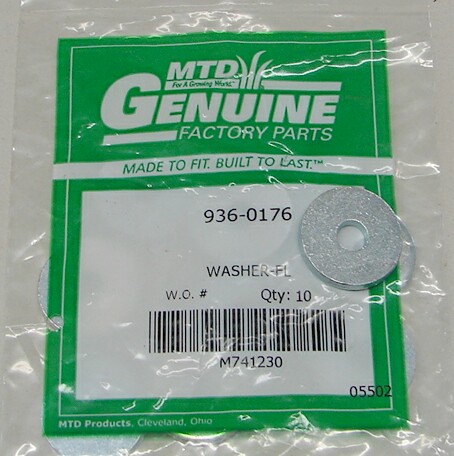 MTD
For A Growing World.™
GENUINE
FACTORY PARTS
MADE TO FIT. BUILT TO LAST.™
936-0176
WASHER-FL
W.O. # Qty: 10
M741230
05502
MTD Products, Cleveland, Ohio